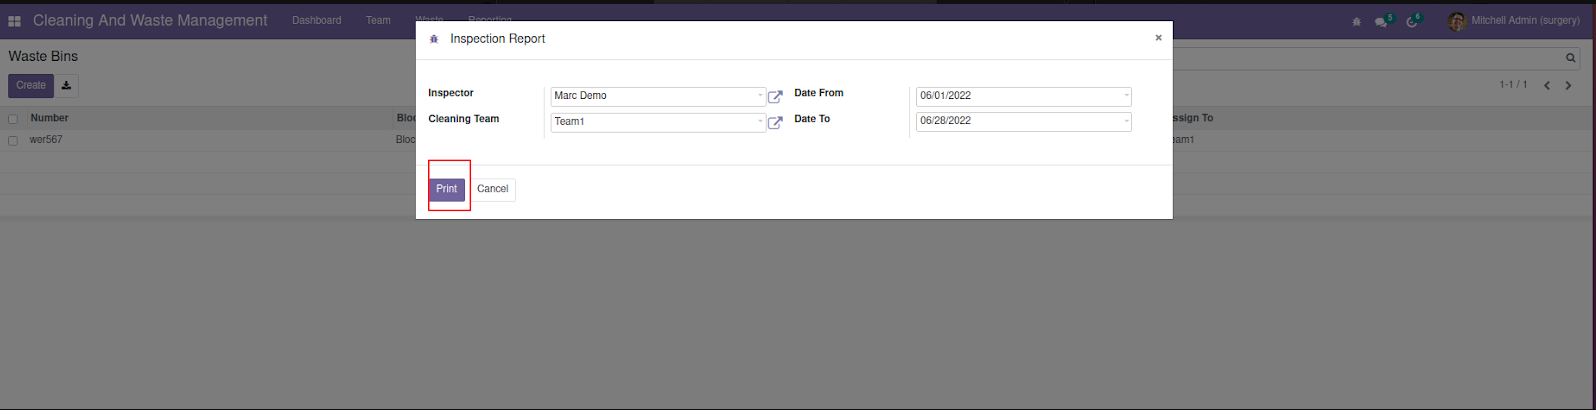 Cleaning And Waste Management Dashboard Team Waste Reporting 5 6 Mitchell Admin (surgery)
Inspection Report ×
Waste Bins
Create 1-1 / 1
Inspector Marc Demo Date From 06/01/2022
Cleaning Team Team1 Date To 06/28/2022
Number Bloc ssign To
wer567 Bloc eam1
Print Cancel